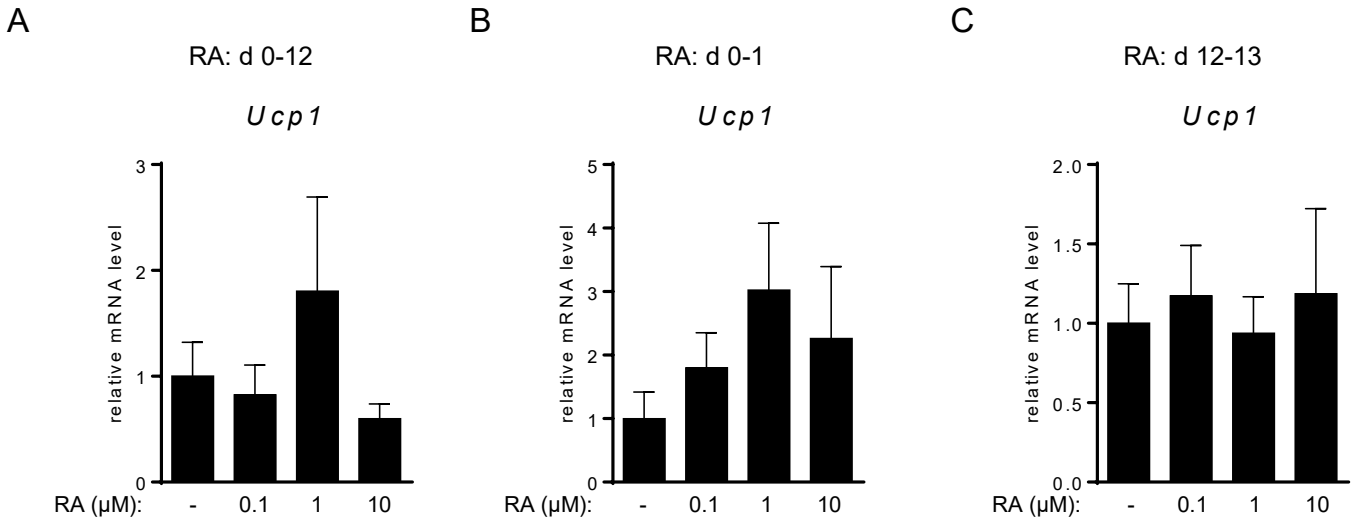 A
RA: d 0-12
Ucp1
relative mRNA level
3
2
1
0
RA (µM): - 0.1 1 10
B
RA: d 0-1
Ucp1
relative mRNA level
5
4
3
2
1
0
RA (µM): - 0.1 1 10
C
RA: d 12-13
Ucp1
relative mRNA level
2.0
1.5
1.0
0.5
0.0
RA (µM): - 0.1 1 10